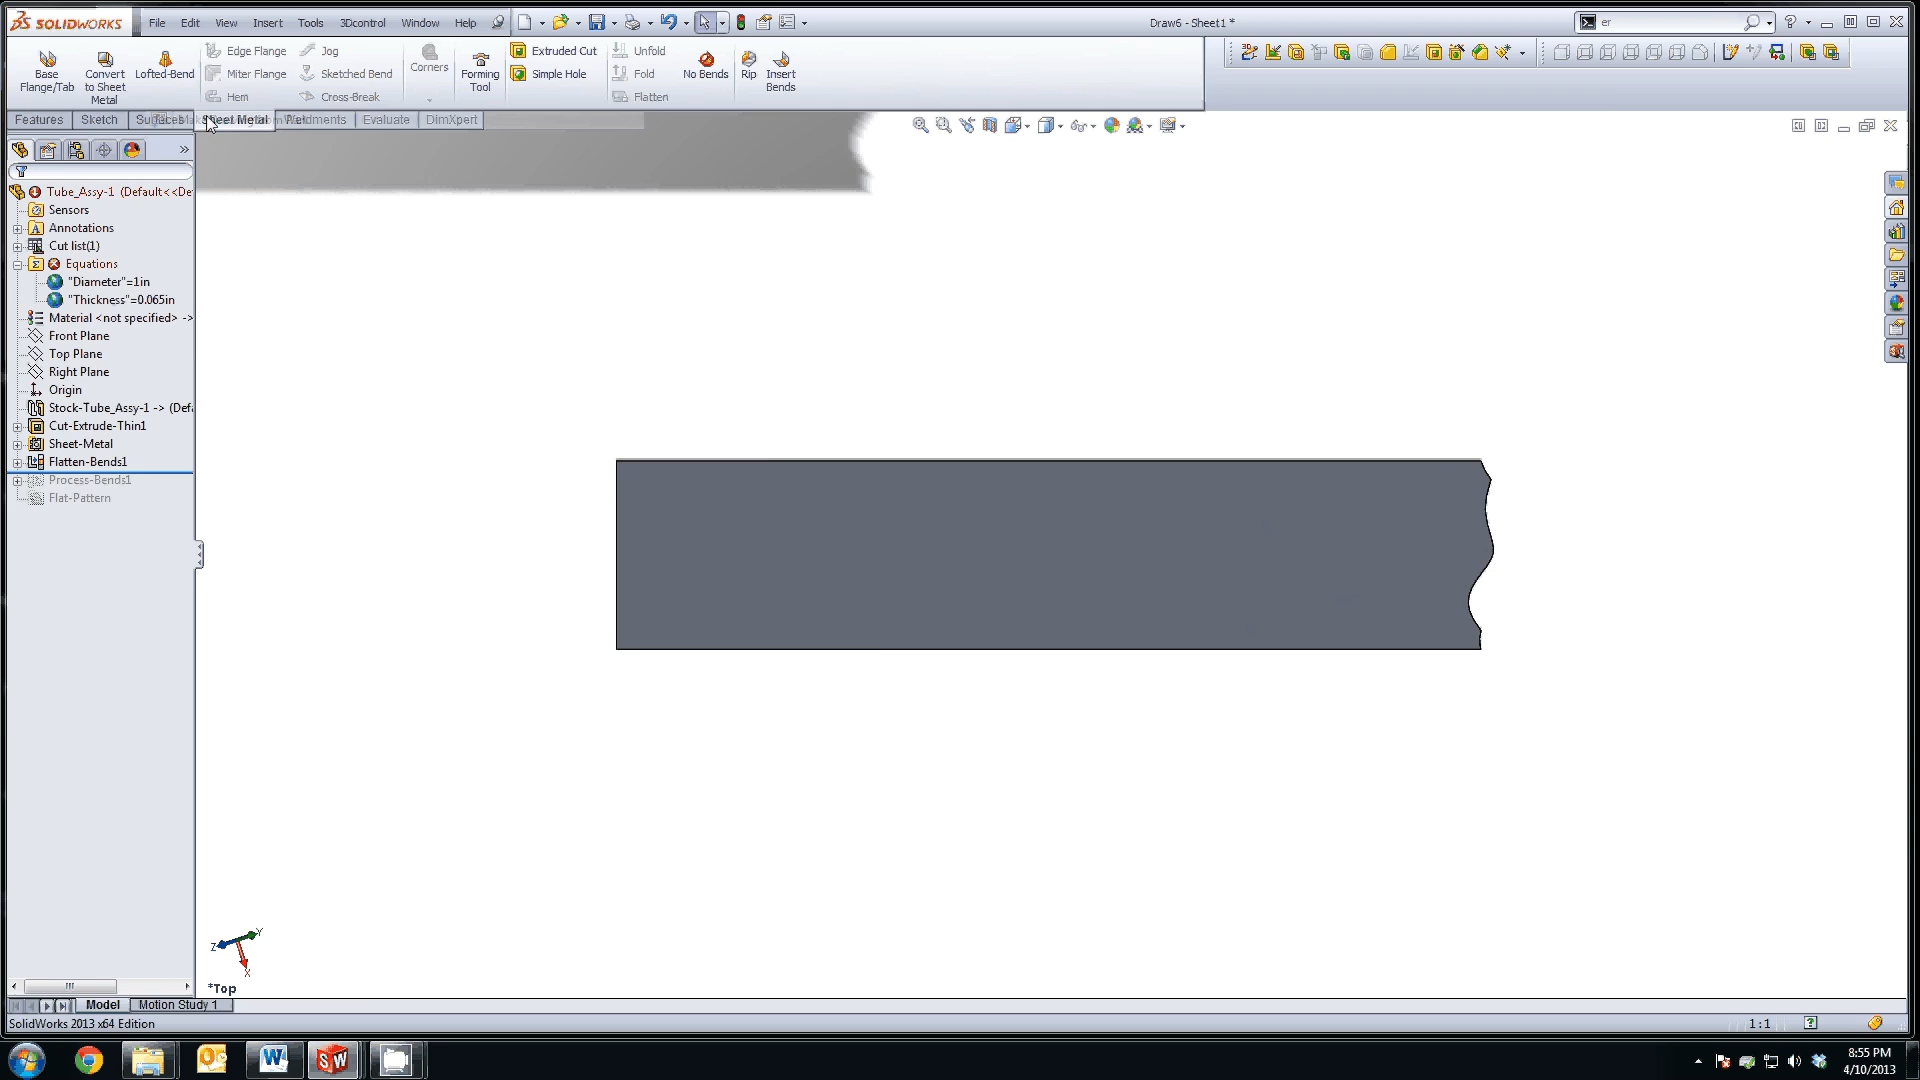 SOLIDWORKS File Edit View Insert Tools 3Dcontrol Window Help Draw6 - Sheet1 * er
Base Flange/Tab
Convert to Sheet Metal
Lofted-Bend
Edge Flange
Miter Flange
Hem
Jog
Sketched Bend
Cross-Break
Corners
Forming Tool
Extruded Cut
Simple Hole
Unfold
Fold
Flatten
No Bends
Rip
Insert Bends
Features Sketch Surfaces Sheet Metal Weldments Evaluate DimXpert
Tube_Assy-1 (Default<<De
Sensors
Annotations
Cut list(1)
Equations
"Diameter"=1in
"Thickness"=0.065in
Material <not specified> ->
Front Plane
Top Plane
Right Plane
Origin
Stock-Tube_Assy-1 -> (Defa
Cut-Extrude-Thin1
Sheet-Metal
Flatten-Bends1
Process-Bends1
Flat-Pattern
Z Y
X
*Top
Model Motion Study 1
SolidWorks 2013 x64 Edition 1:1
8:55 PM
4/10/2013